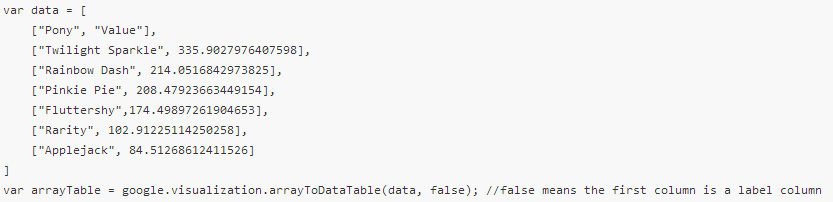 var data = [
    ["Pony", "Value"],
    ["Twilight Sparkle", 335.9027976407598],
    ["Rainbow Dash", 214.0516842973825],
    ["Pinkie Pie", 208.47923663449154],
    ["Fluttershy",174.49897261904653],
    ["Rarity", 102.91225114250258],
    ["Applejack", 84.51268612411526]
]
var arrayTable = google.visualization.arrayToDataTable(data, false); //false means the first column is a label column